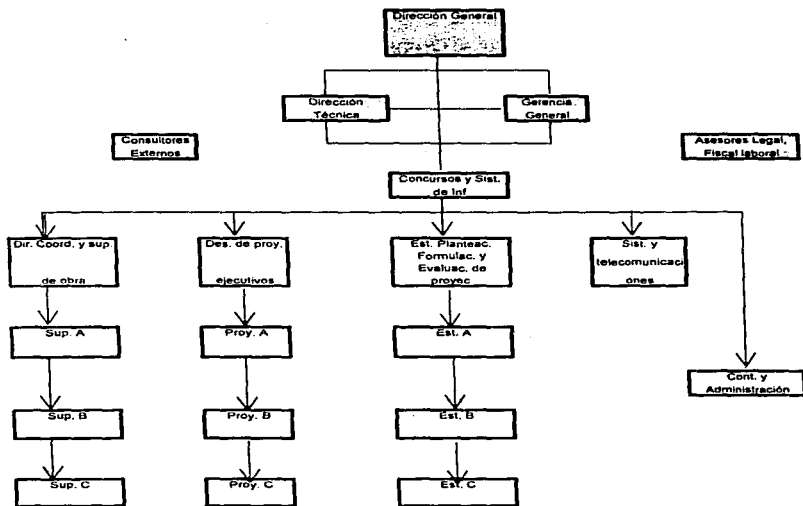 Dirección General
Dirección
Técnica
Gerencia
General
Consultores
Externos
Asesores Legal,
Fiscal laboral
Concursos y Sist.
de Inf
Dir. Coord. y sup.
de obra
Des. de proy.
ejecutivos
Est. Planteac.
Formulac. y
Evaluac. de
proyec
Sist. y
telecomunicaci
ones
Sup. A
Proy. A
Est. A
Cont. y
Administración
Sup. B
Proy. B
Est. B
Sup. C
Proy. C
Est. C